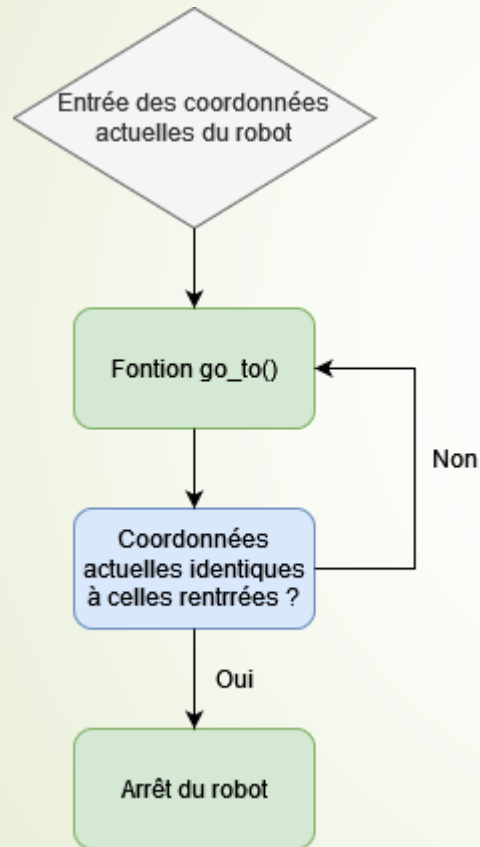 Entrée des coordonnées
actuelles du robot
Fontion go_to()
Non
Coordonnées
actuelles identiques
à celles rentrrées ?
Oui
Arrêt du robot